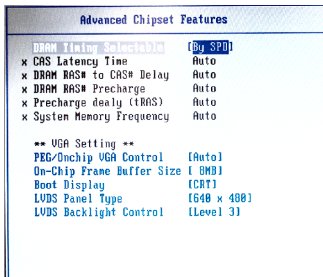 Advanced Chipset Features
DRAM Timing Selectable [By SPD]
x CAS Latency Time Auto
x DRAM RAS# to CAS# Delay Auto
x DRAM RAS# Precharge Auto
x Precharge dealy (tRAS) Auto
x System Memory Frequency Auto
** VGA Setting **
PEG/Onchip VGA Control [Auto]
On-Chip Frame Buffer Size [ 8MB]
Boot Display [CRT]
LVDS Panel Type [640 x 480]
LVDS Backlight Control [Level 3]